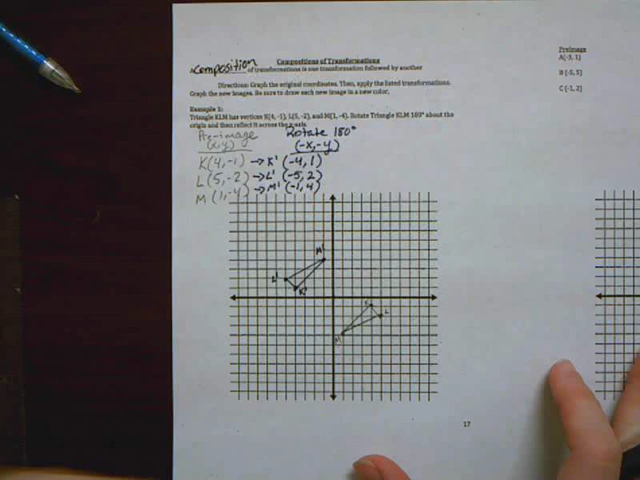 Compositions of Transformations
A composition of transformations is one transformation followed by another
Directions: Graph the original coordinates. Then, apply the listed transformations.
Graph the new images. Be sure to draw each new image in a new color.
Example 1:
Triangle KLM has vertices K(4, -1), L(5, -2), and M(1, -4). Rotate Triangle KLM 180° about the
origin and then reflect it across the
Pre-image Rotate 180°
(x,y) (-x,-y)
K(4,-1) → K' (-4,1)
L(5,-2) → L' (-5,2)
M(1,-4) → M' (-1,4)
M'
L'
K'
K
L
M
17
Preimage
A(-3, 1)
B (-5, 5)
C (-1, 2)